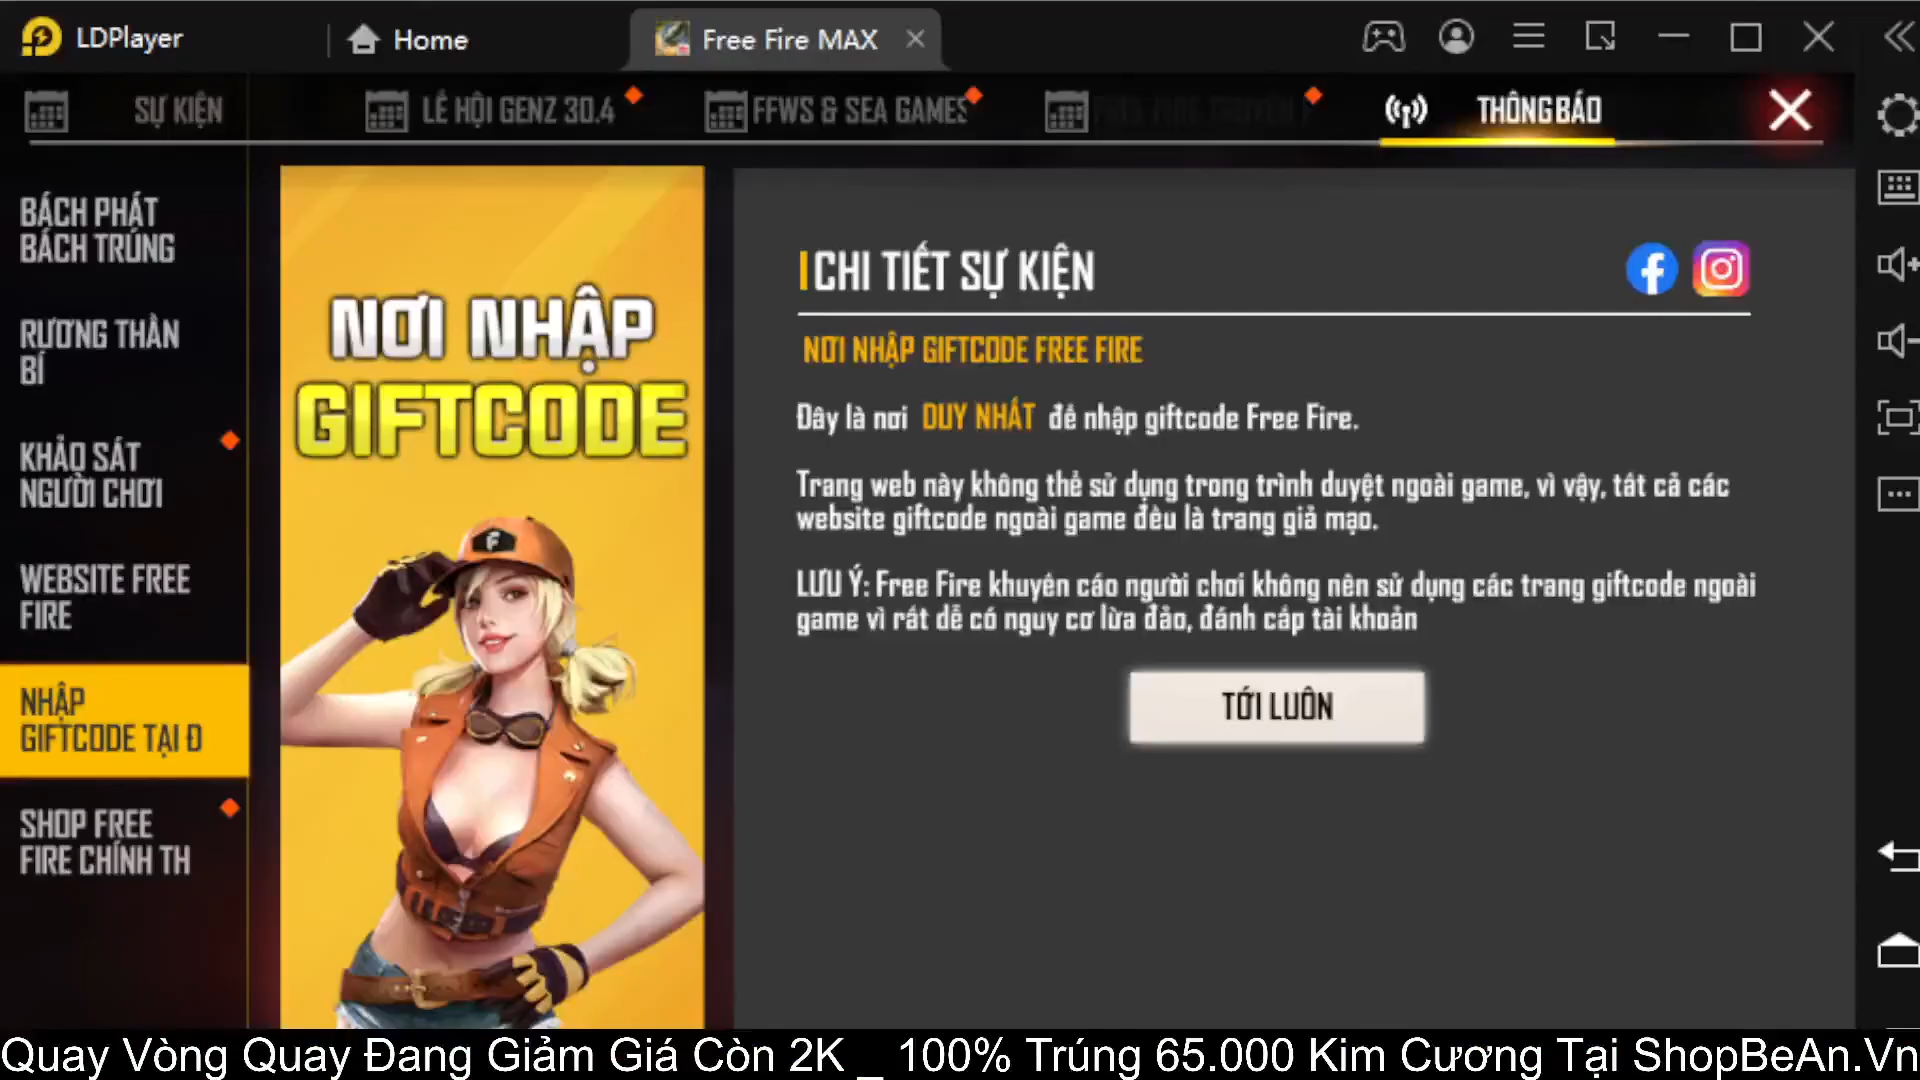 LDPlayer
Home
Free Fire MAX
SỰ KIỆN
LỄ HỘI GENZ 30.4
FFWS & SEA GAMES
THÔNG BÁO
BÁCH PHÁT
BÁCH TRÚNG
RƯƠNG THẦN
BÍ
KHẢO SÁT
NGƯỜI CHƠI
WEBSITE FREE
FIRE
NHẬP
GIFTCODE TẠI Đ
SHOP FREE
FIRE CHÍNH TH
NƠI NHẬP
GIFTCODE
CHI TIẾT SỰ KIỆN
NƠI NHẬP GIFTCODE FREE FIRE
Đây là nơi DUY NHẤT để nhập giftcode Free Fire.
Trang web này không thể sử dụng trong trình duyệt ngoài game, vì vậy, tất cả các
website giftcode ngoài game đều là trang giả mạo.
LƯU Ý: Free Fire khuyên cáo người chơi không nên sử dụng các trang giftcode ngoài
game vì rất dễ có nguy cơ lừa đảo, đánh cắp tài khoản
TỚI LUÔN
Quay Vòng Quay Đang Giảm Giá Còn 2K _ 100% Trúng 65.000 Kim Cương Tại ShopBeAn.Vn